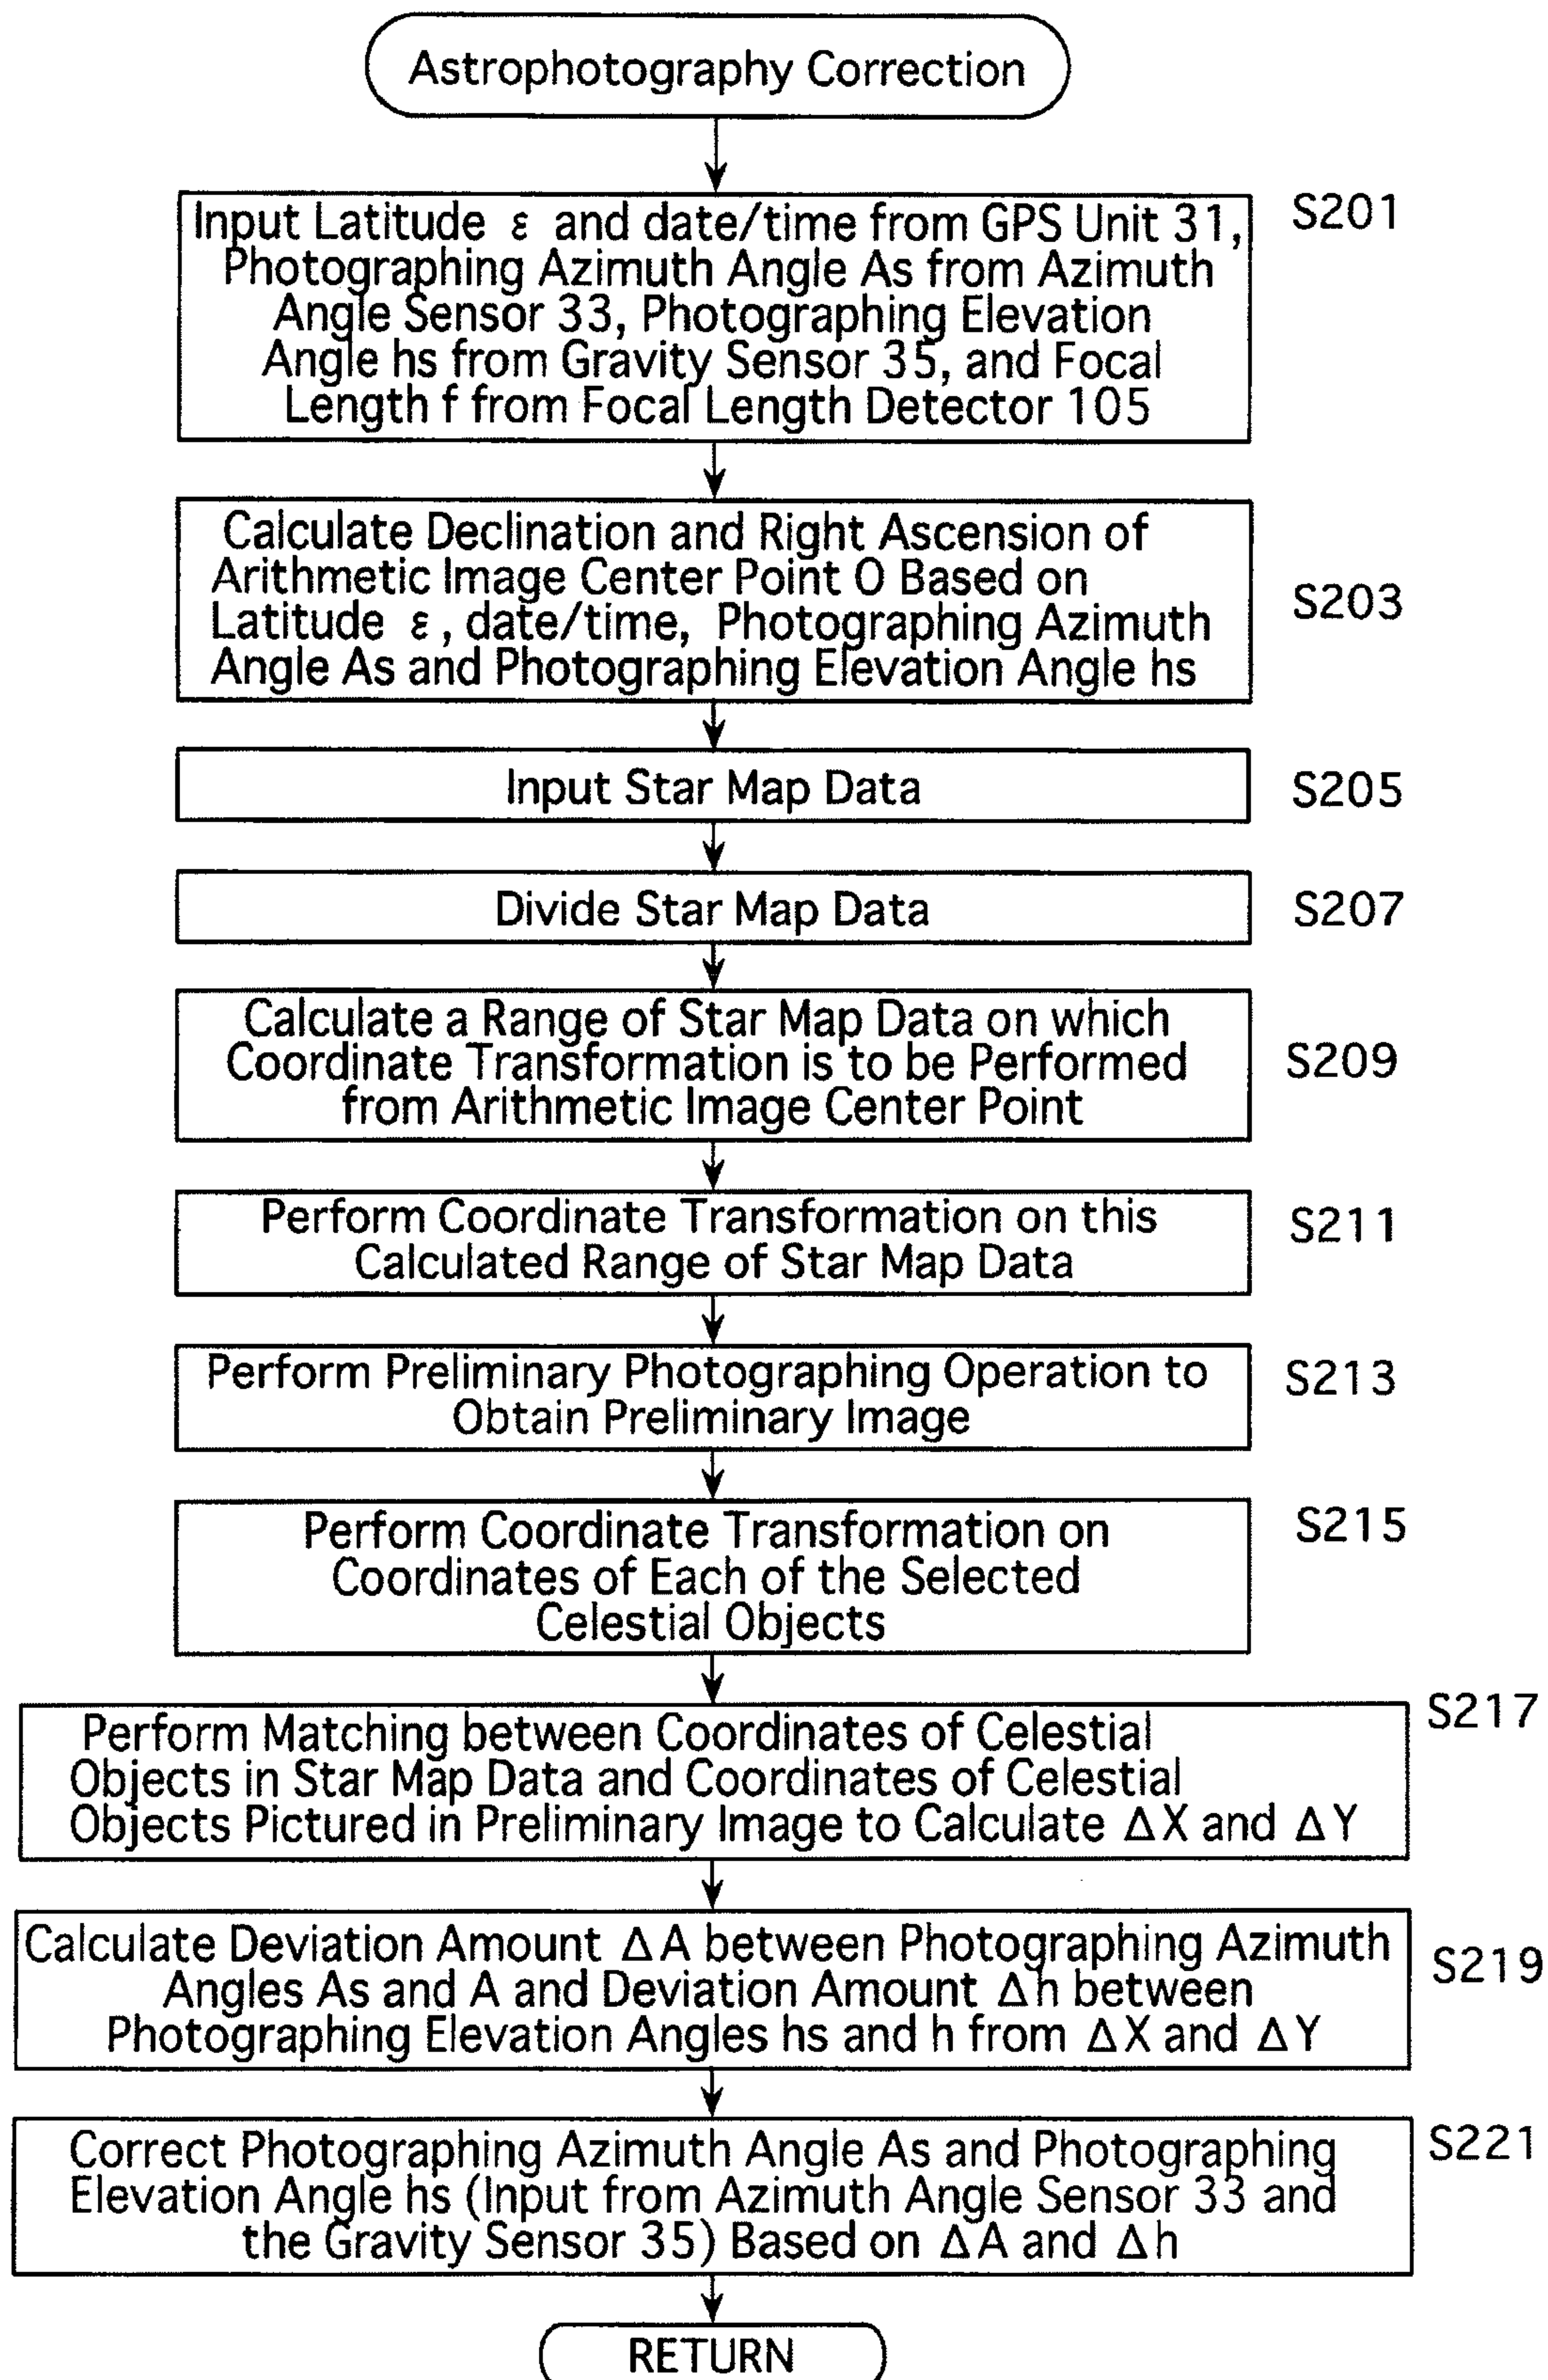 Astrophotography Correction
Input Latitude ε and date/time from GPS Unit 31,
Photographing Azimuth Angle As from Azimuth
Angle Sensor 33, Photographing Elevation
Angle hs from Gravity Sensor 35, and Focal
Length f from Focal Length Detector 105
S201
Calculate Declination and Right Ascension of
Arithmetic Image Center Point O Based on
Latitude ε, date/time, Photographing Azimuth
Angle As and Photographing Elevation Angle hs
S203
Input Star Map Data
S205
Divide Star Map Data
S207
Calculate a Range of Star Map Data on which
Coordinate Transformation is to be Performed
from Arithmetic Image Center Point
S209
Perform Coordinate Transformation on this
Calculated Range of Star Map Data
S211
Perform Preliminary Photographing Operation to
Obtain Preliminary Image
S213
Perform Coordinate Transformation on
Coordinates of Each of the Selected
Celestial Objects
S215
Perform Matching between Coordinates of Celestial
Objects in Star Map Data and Coordinates of Celestial
Objects Pictured in Preliminary Image to Calculate ΔX and ΔY
S217
Calculate Deviation Amount ΔA between Photographing Azimuth
Angles As and A and Deviation Amount Δh between
Photographing Elevation Angles hs and h from ΔX and ΔY
S219
Correct Photographing Azimuth Angle As and Photographing
Elevation Angle hs (Input from Azimuth Angle Sensor 33 and
the Gravity Sensor 35) Based on ΔA and Δh
S221
RETURN